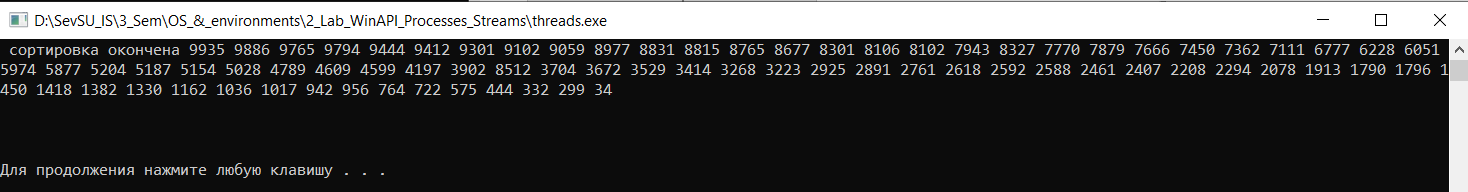 D:\SevSU_IS\3_Sem\OS_&_environments\2_Lab_WinAPI_Processes_Streams\threads.exe
сортировка окончена 9935 9886 9765 9794 9444 9412 9301 9102 9059 8977 8831 8815 8765 8677 8301 8106 8102 7943 8327 7770 7879 7666 7450 7362 7111 6777 6228 6051
5974 5877 5204 5187 5154 5028 4789 4609 4599 4197 3902 8512 3704 3672 3529 3414 3268 3223 2925 2891 2761 2618 2592 2588 2461 2407 2208 2294 2078 1913 1790 1796 1
450 1418 1382 1330 1162 1036 1017 942 956 764 722 575 444 332 299 34
Для продолжения нажмите любую клавишу . . .